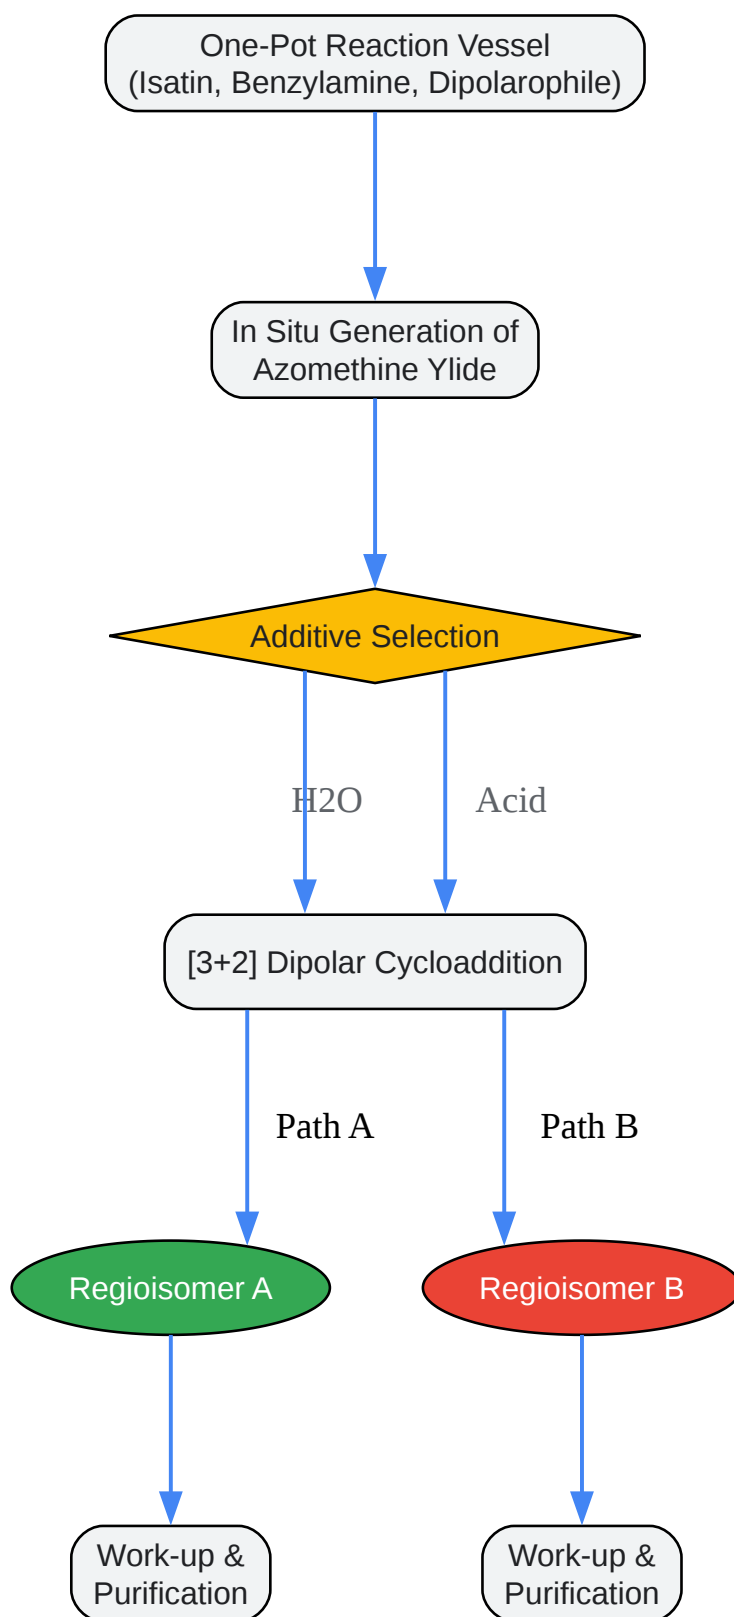 One-Pot Reaction Vessel
(Isatin, Benzylamine, Dipolarophile)
In Situ Generation of
Azomethine Ylide
Additive Selection
H2O
Acid
[3+2] Dipolar Cycloaddition
Path A
Path B
Regioisomer A
Regioisomer B
Work-up &
Purification
Work-up &
Purification